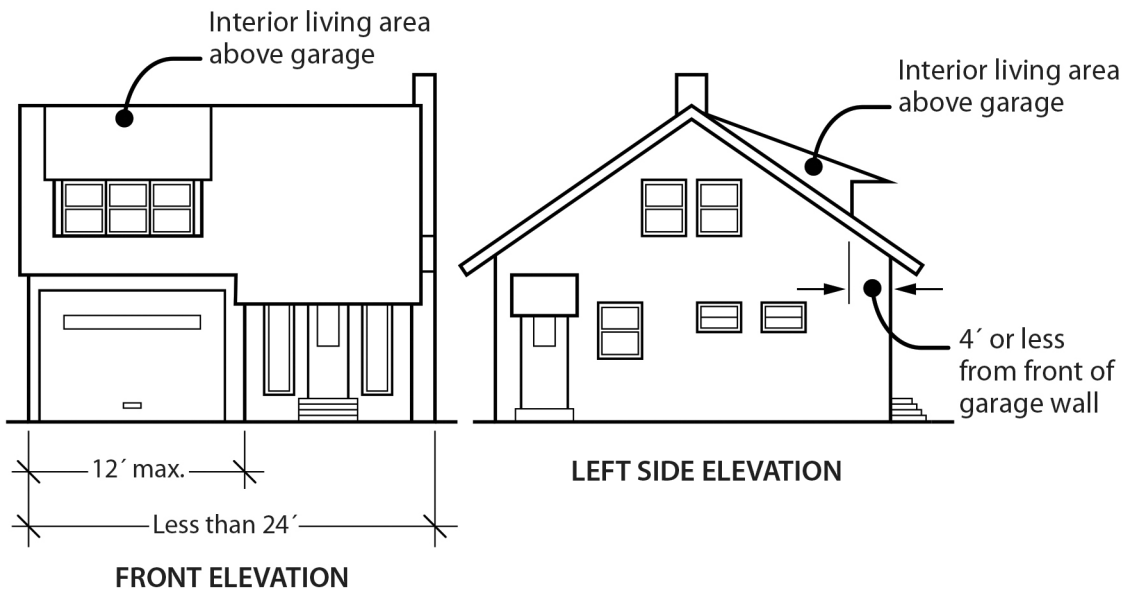 Interior living area
above garage
12´ max.
Less than 24´
FRONT ELEVATION
Interior living area
above garage
4´ or less
from front of
garage wall
LEFT SIDE ELEVATION